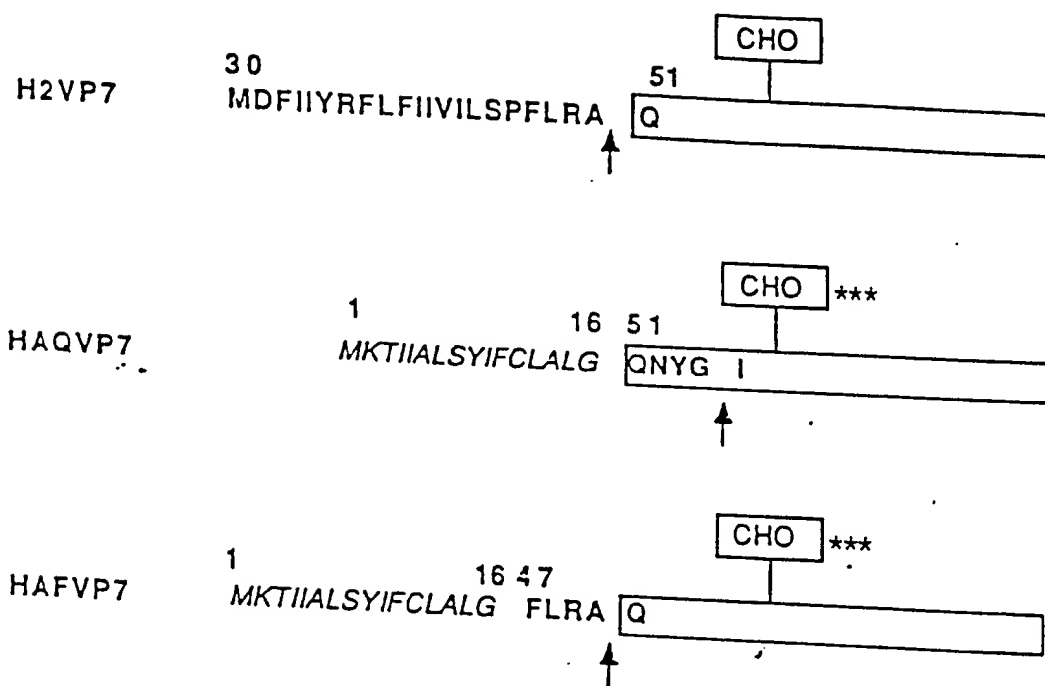 CHO
30 51
H2VP7 MDFIIYRFLFIIVILSPFLRA Q
CHO ***
1 16 51
HAQVP7 MKTIIALSYIFCLALG QNYG I
CHO ***
1 16 47
HAFVP7 MKTIIALSYIFCLALG FLRA Q